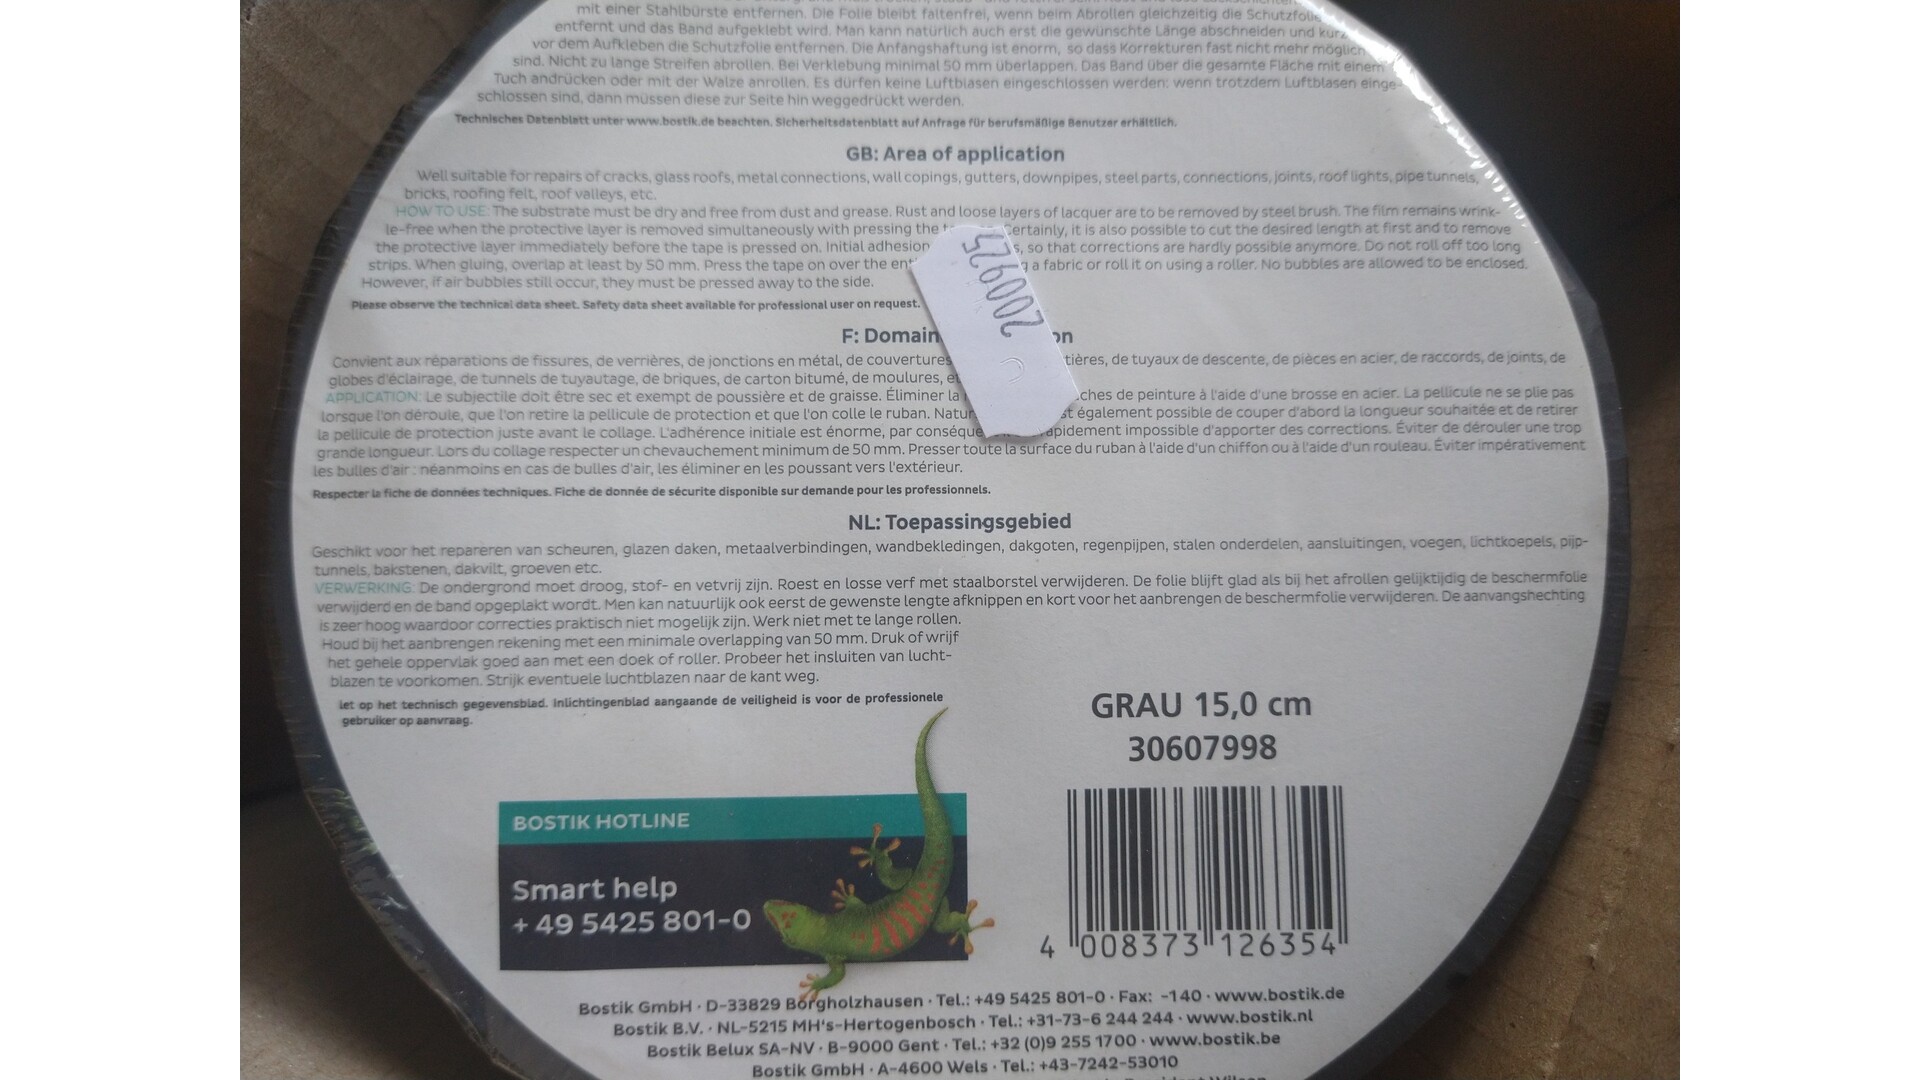 mit einer Stahlbürste entfernen. Die Folie bleibt faltenfrei, wenn beim Abrollen gleichzeitig die Schutzfolie
entfernt und das Band aufgeklebt wird. Man kann natürlich auch erst die gewünschte Länge abschneiden und kurz
vor dem Aufkleben die Schutzfolie entfernen. Die Anfangshaftung ist enorm, so dass Korrekturen fast nicht mehr möglich
sind. Nicht zu lange Streifen abrollen. Bei Verklebung minimal 50 mm überlappen. Das Band über die gesamte Fläche mit einem
Tuch andrücken oder mit der Walze anrollen. Es dürfen keine Luftblasen eingeschlossen werden: wenn trotzdem Luftblasen einge-
schlossen sind, dann müssen diese zur Seite hin weggedrückt werden.
Technisches Datenblatt unter www.bostik.de beachten. Sicherheitsdatenblatt auf Anfrage für berufsmäßige Benutzer erhältlich.
GB: Area of application
Well suitable for repairs of cracks, glass roofs, metal connections, wall copings, gutters, downpipes, steel parts, connections, joints, roof lights, pipe tunnels,
bricks, roofing felt, roof valleys, etc.
HOW TO USE: The substrate must be dry and free from dust and grease. Rust and loose layers of lacquer are to be removed by steel brush. The film remains wrink-
le-free when the protective layer is removed simultaneously with pressing the Certainly, it is also possible to cut the desired length at first and to remove
the protective layer immediately before the tape is pressed on. Initial adhesion so that corrections are hardly possible anymore. Do not roll off too long
strips. When gluing, overlap at least by 50 mm. Press the tape on over the a fabric or roll it on using a roller. No bubbles are allowed to be enclosed.
However, if air bubbles still occur, they must be pressed away to the side.
Please observe the technical data sheet. Safety data sheet available for professional user on request.
200925
F: Domain
Convient aux réparations de fissures, de verrières, de jonctions en métal, de couvertures tières, de tuyaux de descente, de pièces en acier, de raccords, de joints, de
globes d'éclairage, de tunnels de tuyautage, de briques, de carton bitumé, de moulures,
APPLICATION: Le subjectile doit être sec et exempt de poussière et de graisse. Éliminer la ches de peinture à l'aide d'une brosse en acier. La pellicule ne se plie pas
lorsque l'on déroule, que l'on retire la pellicule de protection et que l'on colle le ruban. Natur également possible de couper d'abord la longueur souhaitée et de retirer
la pellicule de protection juste avant le collage. L'adhérence initiale est énorme, par conséque apidement impossible d'apporter des corrections. Éviter de dérouler une trop
grande longueur. Lors du collage respecter un chevauchement minimum de 50 mm. Presser toute la surface du ruban à l'aide d'un chiffon ou à l'aide d'un rouleau. Éviter impérativement
les bulles d'air : néanmoins en cas de bulles d'air, les éliminer en les poussant vers l'extérieur.
Respecter la fiche de données techniques. Fiche de donnée de sécurite disponible sur demande pour les professionnels.
NL: Toepassingsgebied
Geschikt voor het repareren van scheuren, glazen daken, metaalverbindingen, wandbekledingen, dakgoten, regenpijpen, stalen onderdelen, aansluitingen, voegen, lichtkoepels, pijp-
tunnels, bakstenen, dakvilt, groeven etc.
VERWERKING: De ondergrond moet droog, stof- en vetvrij zijn. Roest en losse verf met staalborstel verwijderen. De folie blijft glad als bij het afrollen gelijktijdig de beschermfolie
verwijderd en de band opgeplakt wordt. Men kan natuurlijk ook eerst de gewenste lengte afknippen en kort voor het aanbrengen de beschermfolie verwijderen. De aanvangshechting
is zeer hoog waardoor correcties praktisch niet mogelijk zijn. Werk niet met te lange rollen.
Houd bij het aanbrengen rekening met een minimale overlapping van 50 mm. Druk of wrijf
het gehele oppervlak goed aan met een doek of roller. Probeer het insluiten van lucht-
blazen te voorkomen. Strijk eventuele luchtblazen naar de kant weg.
let op het technisch gegevensblad. Inlichtingenblad aangaande de veiligheid is voor de professionele
gebruiker op aanvraag.
GRAU 15,0 cm
30607998
BOSTIK HOTLINE
Smart help
+ 49 5425 801-0
4 008373 126354
Bostik GmbH · D-33829 Borgholzhausen · Tel.: +49 5425 801-0 · Fax: -140 · www.bostik.de
Bostik B.V. · NL-5215 MH's-Hertogenbosch · Tel.: +31-73-6 244 244 · www.bostik.nl
Bostik Belux SA-NV · B-9000 Gent · Tel.: +32 (0)9 255 1700 · www.bostik.be
Bostik GmbH · A-4600 Wels · Tel.: +43-7242-53010